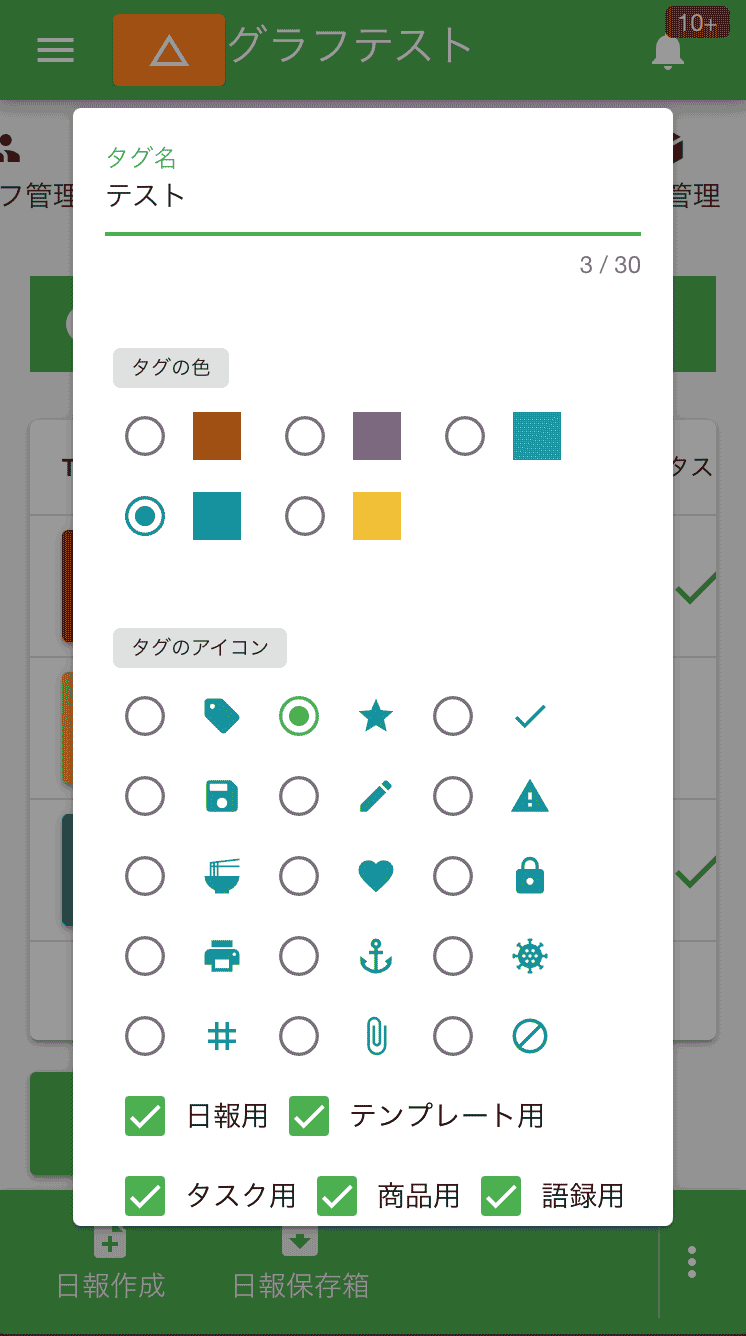 グラフテスト
10+
タグ名
フ管理
テスト
管理
3 / 30
タグの色
タス
タグのアイコン
日報用
テンプレート用
タスク用
商品用
語録用
日報作成
日報保存箱